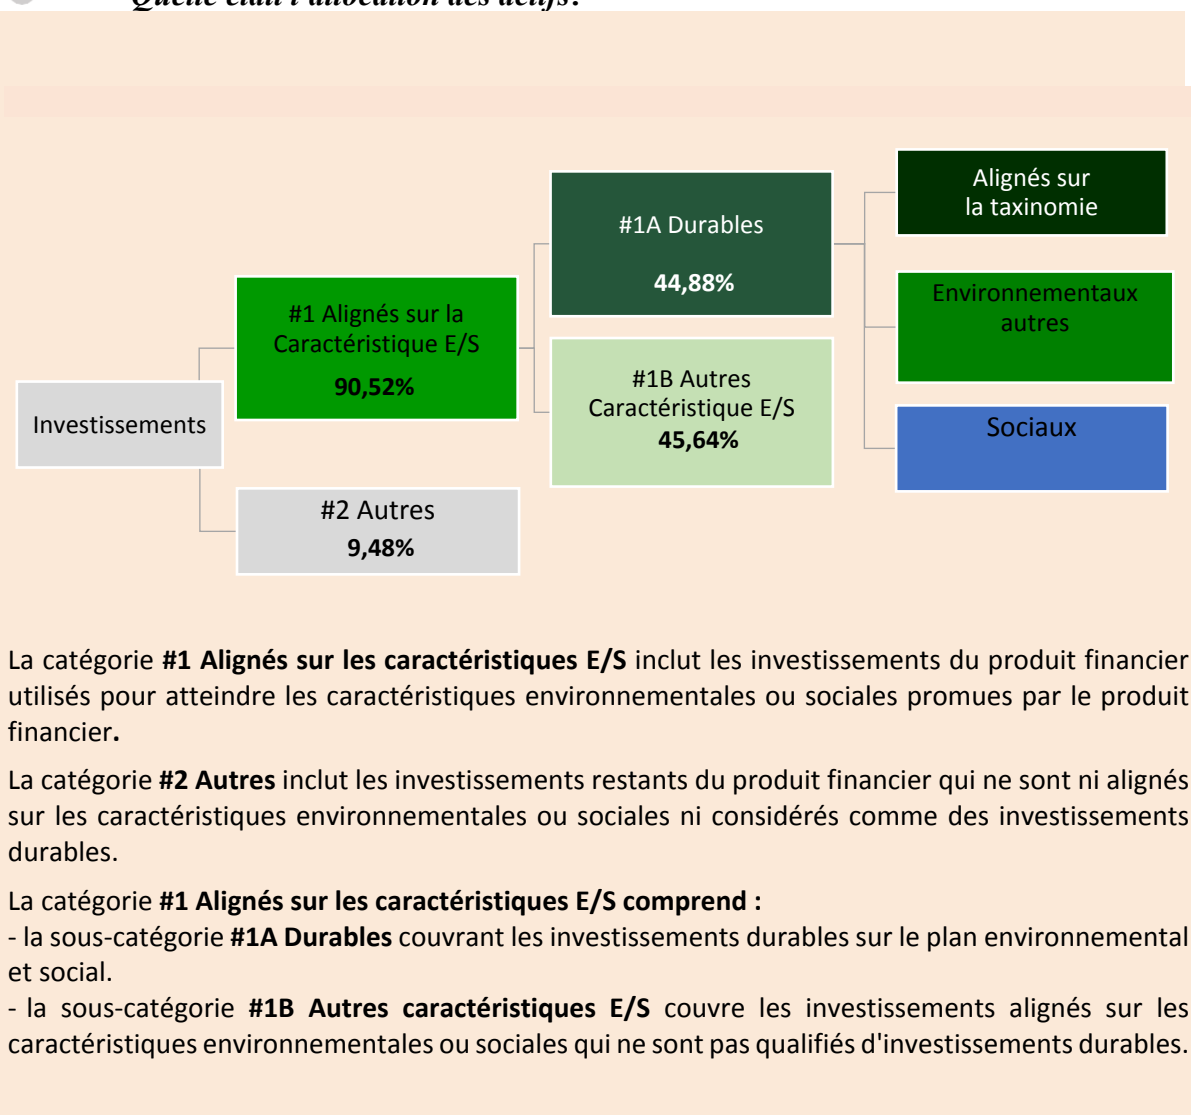 Quelle était l'allocation des actifs?
Alignés sur
la taxinomie
#1A Durables
44,88%
Environnementaux
autres
#1 Alignés sur la
Caractéristique E/S
90,52%
#1B Autres
Caractéristique E/S
45,64%
Investissements
Sociaux
#2 Autres
9,48%
La catégorie #1 Alignés sur les caractéristiques E/S inclut les investissements du produit financier
utilisés pour atteindre les caractéristiques environnementales ou sociales promues par le produit
financier.
La catégorie #2 Autres inclut les investissements restants du produit financier qui ne sont ni alignés
sur les caractéristiques environnementales ou sociales ni considérés comme des investissements
durables.
La catégorie #1 Alignés sur les caractéristiques E/S comprend :
- la sous-catégorie #1A Durables couvrant les investissements durables sur le plan environnemental
et social.
- la sous-catégorie #1B Autres caractéristiques E/S couvre les investissements alignés sur les
caractéristiques environnementales ou sociales qui ne sont pas qualifiés d'investissements durables.